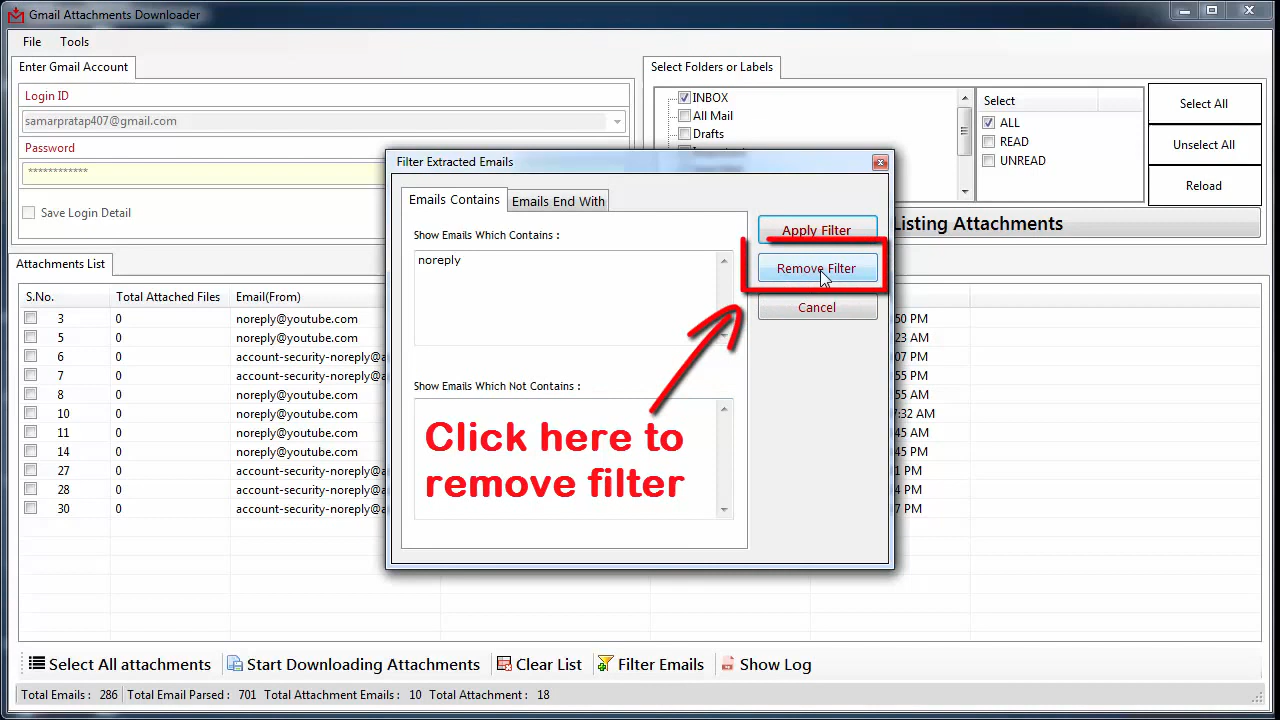 Gmail Attachments Downloader
File Tools
Enter Gmail Account
Select Folders or Labels
Login ID
samarpratap407@gmail.com
Password
************
Save Login Detail
INBOX
All Mail
Drafts
Select
ALL
READ
UNREAD
Select All
Unselect All
Reload
Listing Attachments
Filter Extracted Emails
Emails Contains
Emails End With
Show Emails Which Contains :
noreply
Show Emails Which Not Contains :
Apply Filter
Remove Filter
Cancel
Click here to
remove filter
Attachments List
S.No. Total Attached Files Email(From)
3 0 noreply@youtube.com 50 PM
5 0 noreply@youtube.com 23 AM
6 0 account-security-noreply@a 07 PM
7 0 account-security-noreply@a 55 PM
8 0 noreply@youtube.com 55 AM
10 0 noreply@youtube.com 7:32 AM
11 0 noreply@youtube.com 45 AM
14 0 noreply@youtube.com 45 PM
27 0 account-security-noreply@a 1 PM
28 0 account-security-noreply@a 4 PM
30 0 account-security-noreply@a 7 PM
Select All attachments Start Downloading Attachments Clear List Filter Emails Show Log
Total Emails : 286 Total Email Parsed : 701 Total Attachment Emails : 10 Total Attachment : 18